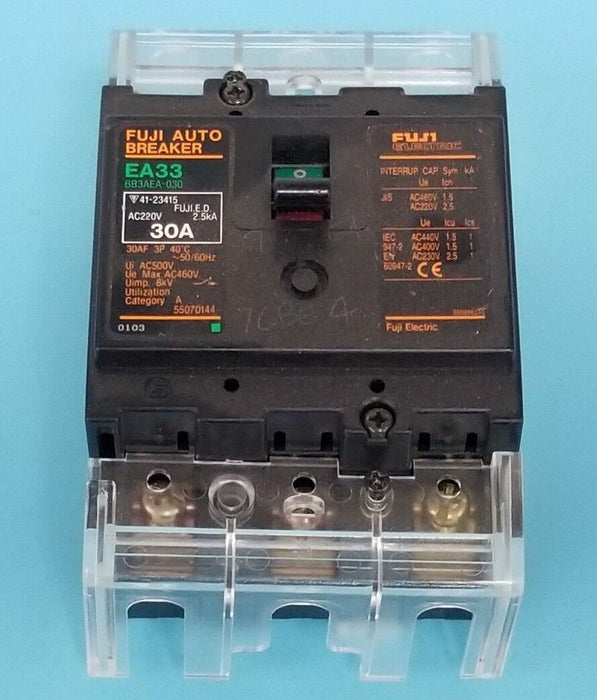 FUJI AUTO
BREAKER
EA33
BB3AEA-030
41-23415
FUJI.E.D.
AC220V 2.5kA
30A
30AF 3P 40°C
~50/60Hz
Ui AC500V
Ue Max AC460V
Uimp. 8kV
Utilization
Category A
55070144
0103
O
FUJI
ELECTRIC
INTERRUP. CAP Sym kA
Ue Icn
JIS AC460V 1.5
AC220V 2.5
Ue Icu Ics
IEC AC440V 1.5 1
947-2 AC400V 1.5 1
EN AC230V 2.5 1
60947-2 CE
Fuji Electric